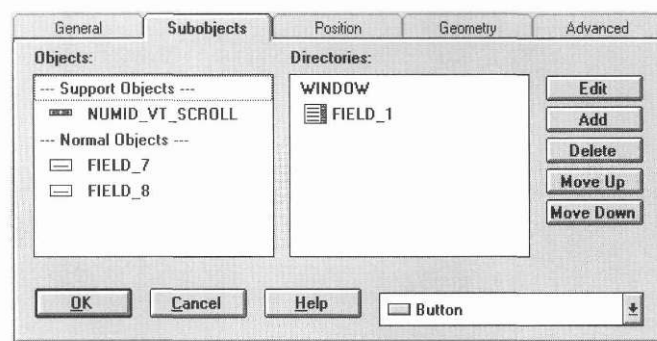 General Subobjects Position Geometry Advanced
Objects:
--- Support Objects ---
NUMID_VT_SCROLL
--- Normal Objects ---
FIELD_7
FIELD_8
Directories:
WINDOW
FIELD_1
Edit
Add
Delete
Move Up
Move Down
OK Cancel Help Button